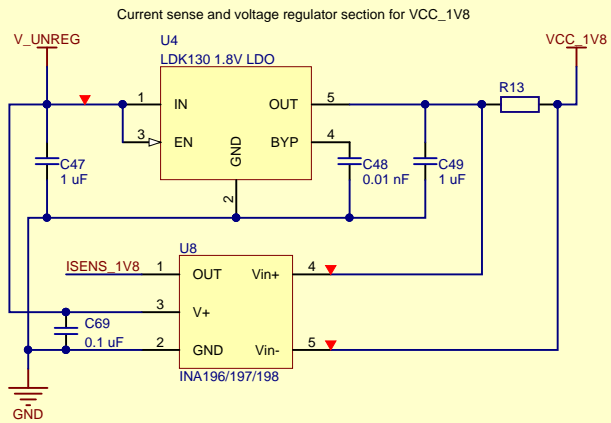 Current sense and voltage regulator section for VCC_1V8
V_UNREG
U4
VCC_1V8
LDK130 1.8V LDO
R13
1
IN
OUT
5
3
EN
GND
BYP
4
2
C47
1 uF
C48
0.01 nF
C49
1 uF
U8
ISENS_1V8
1
OUT
Vin+
4
3
V+
C69
0.1 uF
2
GND
Vin-
5
INA196/197/198
GND